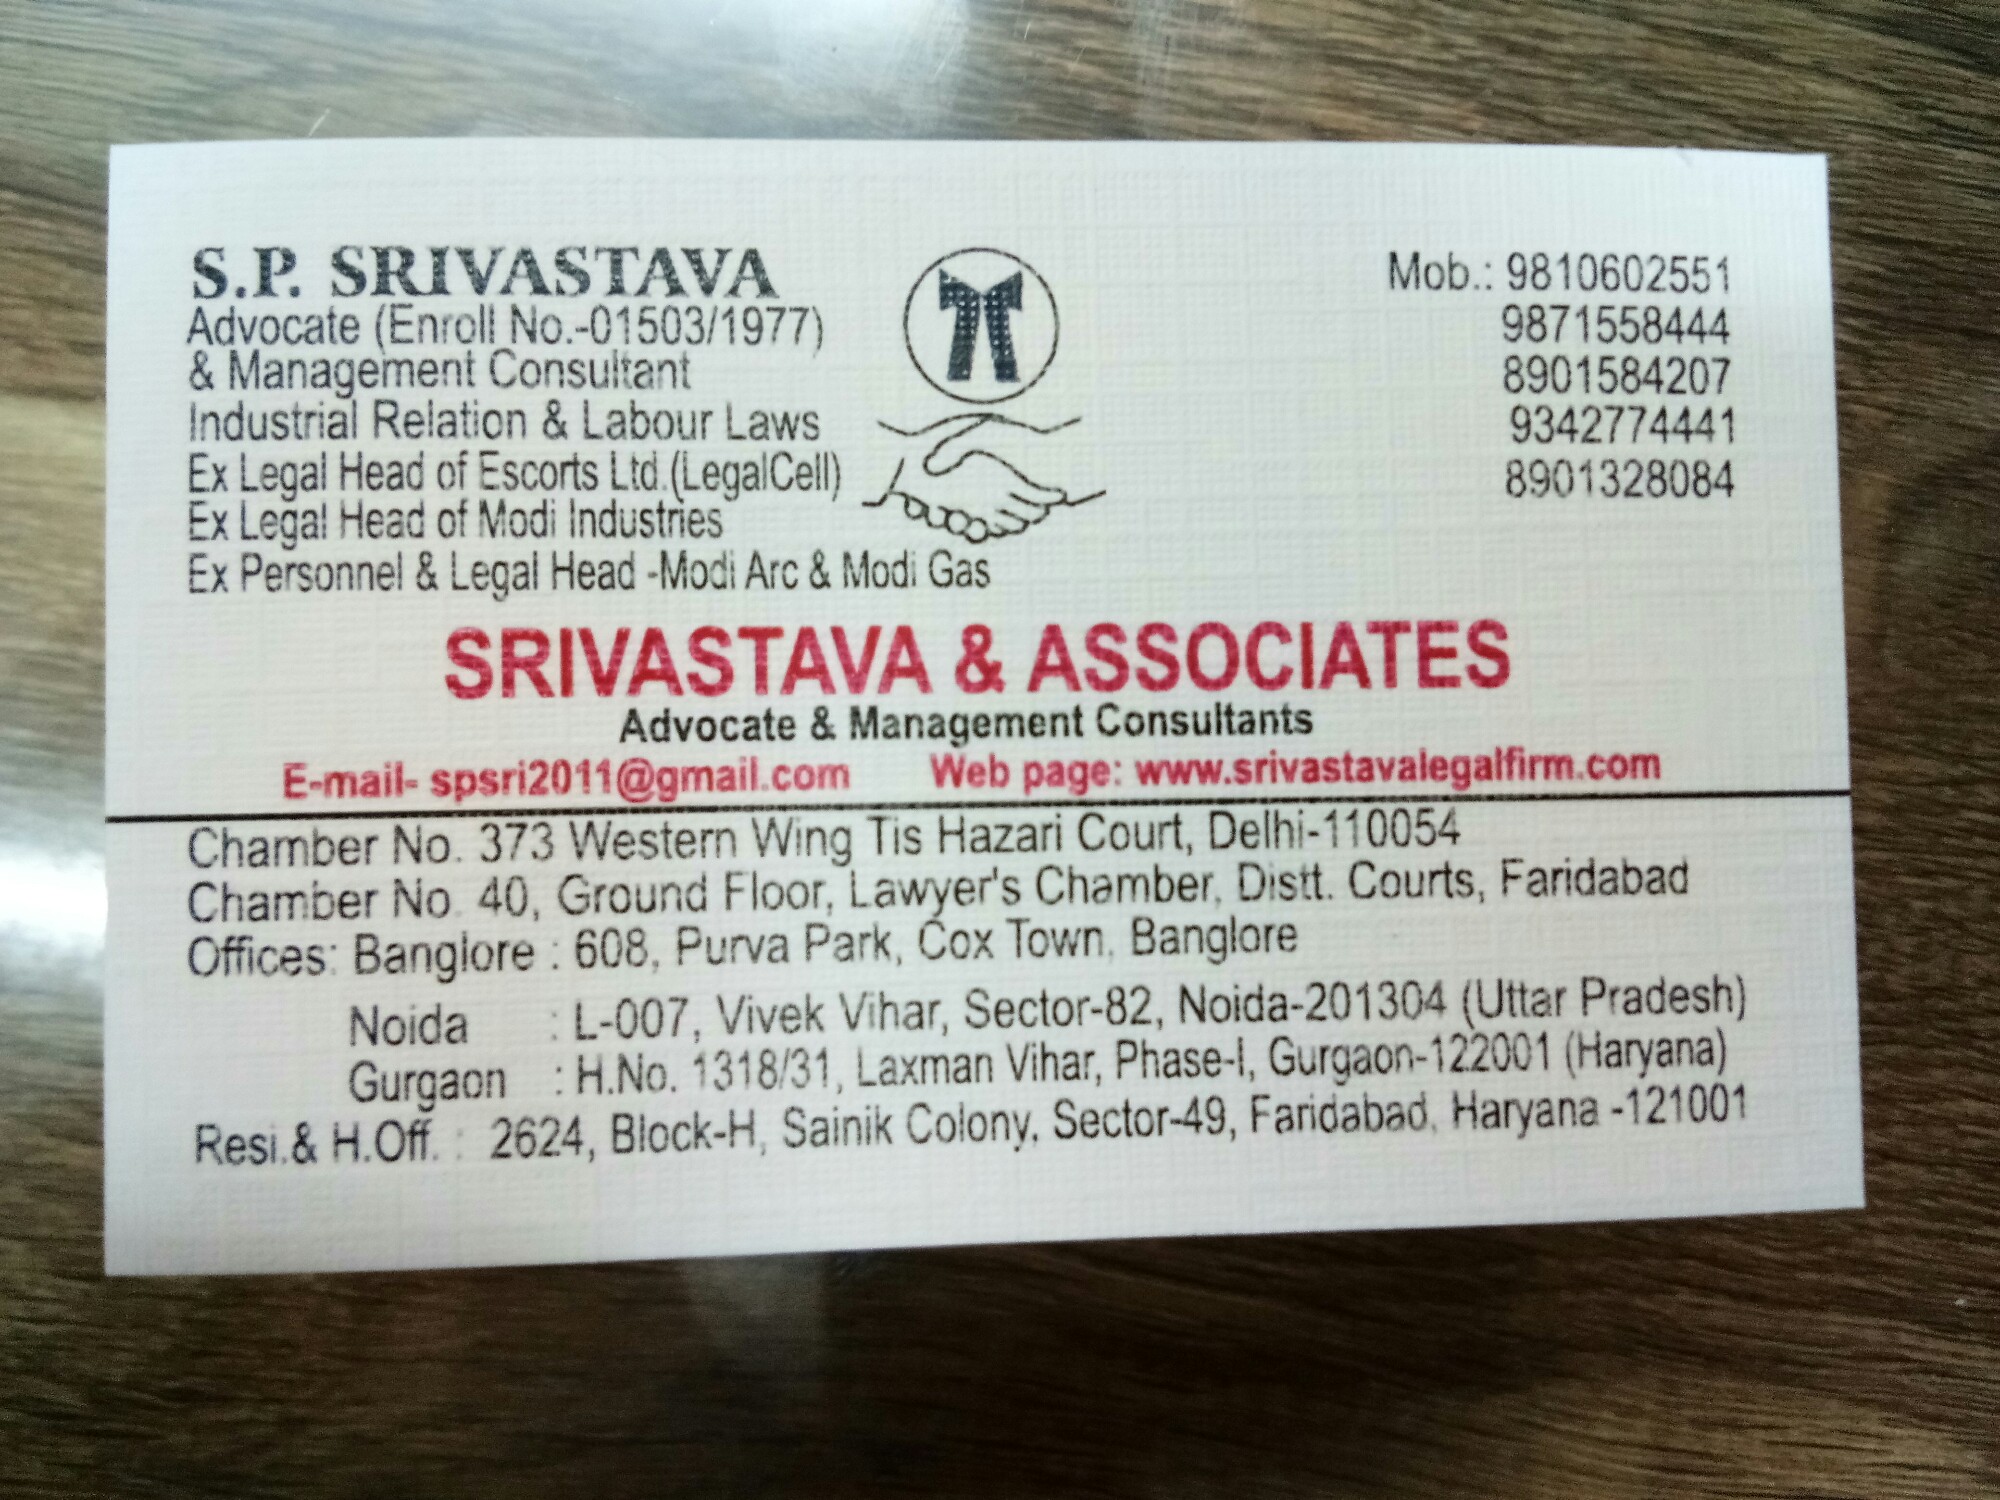 S.P. SRIVASTAVA
Advocate (Enroll No.-01503/1977)
& Management Consultant
Industrial Relation & Labour Laws
Ex Legal Head of Escorts Ltd.(LegalCell)
Ex Legal Head of Modi Industries
Ex Personnel & Legal Head -Modi Arc & Modi Gas
Mob.: 9810602551
9871558444
8901584207
9342774441
8901328084
SRIVASTAVA & ASSOCIATES
Advocate & Management Consultants
E-mail- spsri2011@gmail.com Web page: www.srivastavalegalfirm.com
Chamber No. 373 Western Wing Tis Hazari Court, Delhi-110054
Chamber No. 40, Ground Floor, Lawyer's Chamber, Distt. Courts, Faridabad
Offices: Banglore : 608, Purva Park, Cox Town, Banglore
Noida : L-007, Vivek Vihar, Sector-82, Noida-201304 (Uttar Pradesh)
Gurgaon : H.No. 1318/31, Laxman Vihar, Phase-I, Gurgaon-122001 (Haryana)
Resi.& H.Off. : 2624, Block-H, Sainik Colony, Sector-49, Faridabad, Haryana -121001